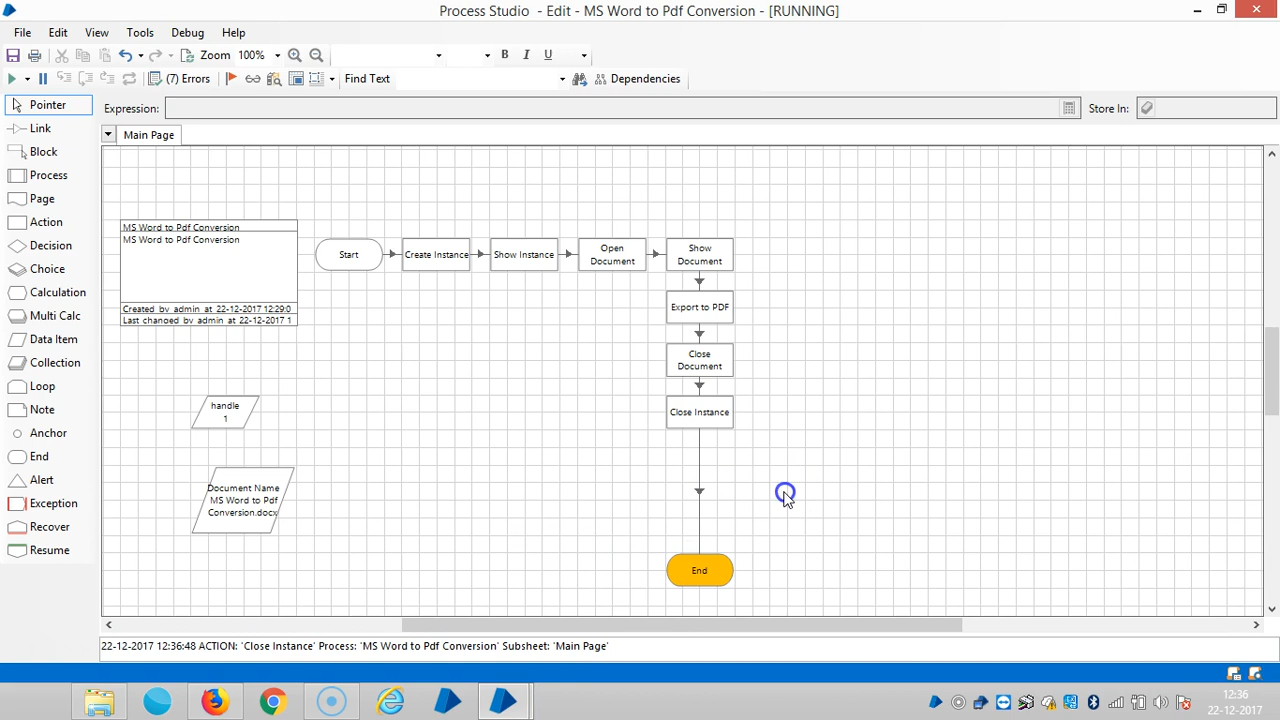 Process Studio - Edit - MS Word to Pdf Conversion - [RUNNING]
File Edit View Tools Debug Help
Zoom 100% B I U
(7) Errors Find Text Dependencies
Pointer Expression: Store In:
Link
Main Page
Block
Process
Page
Action
Decision
Choice
Calculation
Multi Calc
Data Item
Collection
Loop
Note
Anchor
End
Alert
Exception
Recover
Resume
MS Word to Pdf Conversion
MS Word to Pdf Conversion
Created by admin at 22-12-2017 12:29:0
Last changed by admin at 22-12-2017 1
Start
Create Instance
Show Instance
Open
Document
Show
Document
Export to PDF
Close
Document
Close Instance
End
handle
1
Document Name
MS Word to Pdf
Conversion.docx
22-12-2017 12:36:48 ACTION: 'Close Instance' Process: 'MS Word to Pdf Conversion' Subsheet: 'Main Page'
12:36
22-12-2017